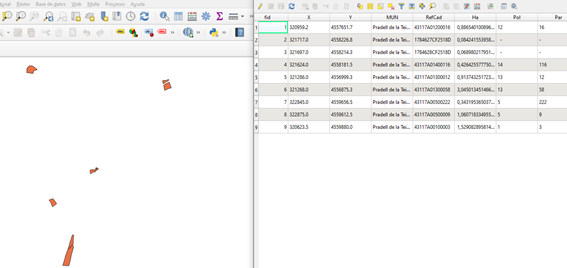 Ráster Base de datos Web Malla Procesos Ayuda
fid X Y MUN RefCad Ha Pol Par
1 1 320959.2 4557651.7 Pradell de la Tei... 43117A01200016 0,886540100896... 12 16
2 2 321717.0 4558226.8 Pradell de la Tei... 1784627CF2518D 0,084241553958... - -
3 3 321697.0 4558214.3 Pradell de la Tei... 1784628CF2518D 0,068980217951... - -
4 4 321624.0 4558181.5 Pradell de la Tei... 43117A01400116 0,426425577750... 14 116
5 5 321286.0 4556999.3 Pradell de la Tei... 43117A01300012 0,913743251723... 13 12
6 6 321268.0 4556875.3 Pradell de la Tei... 43117A01300058 3,045013451466... 13 58
7 7 322845.0 4559656.5 Pradell de la Tei... 43117A00500222 0,343195365037... 5 222
8 8 322875.0 4559612.5 Pradell de la Tei... 43117A00500009 1,060718334955... 5 9
9 9 320623.5 4559880.0 Pradell de la Tei... 43117A00100003 1,529062895814... 1 3